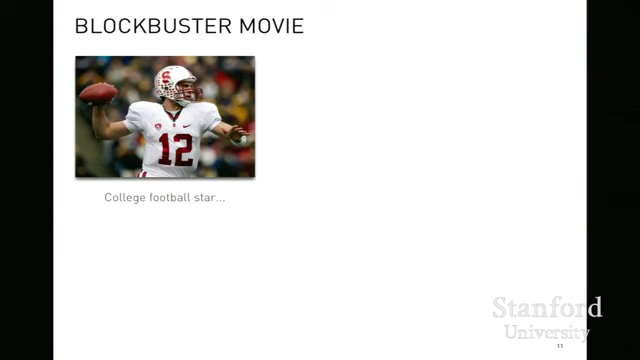 BLOCKBUSTER MOVIE
S
12
College football star...
Stanford
University
11